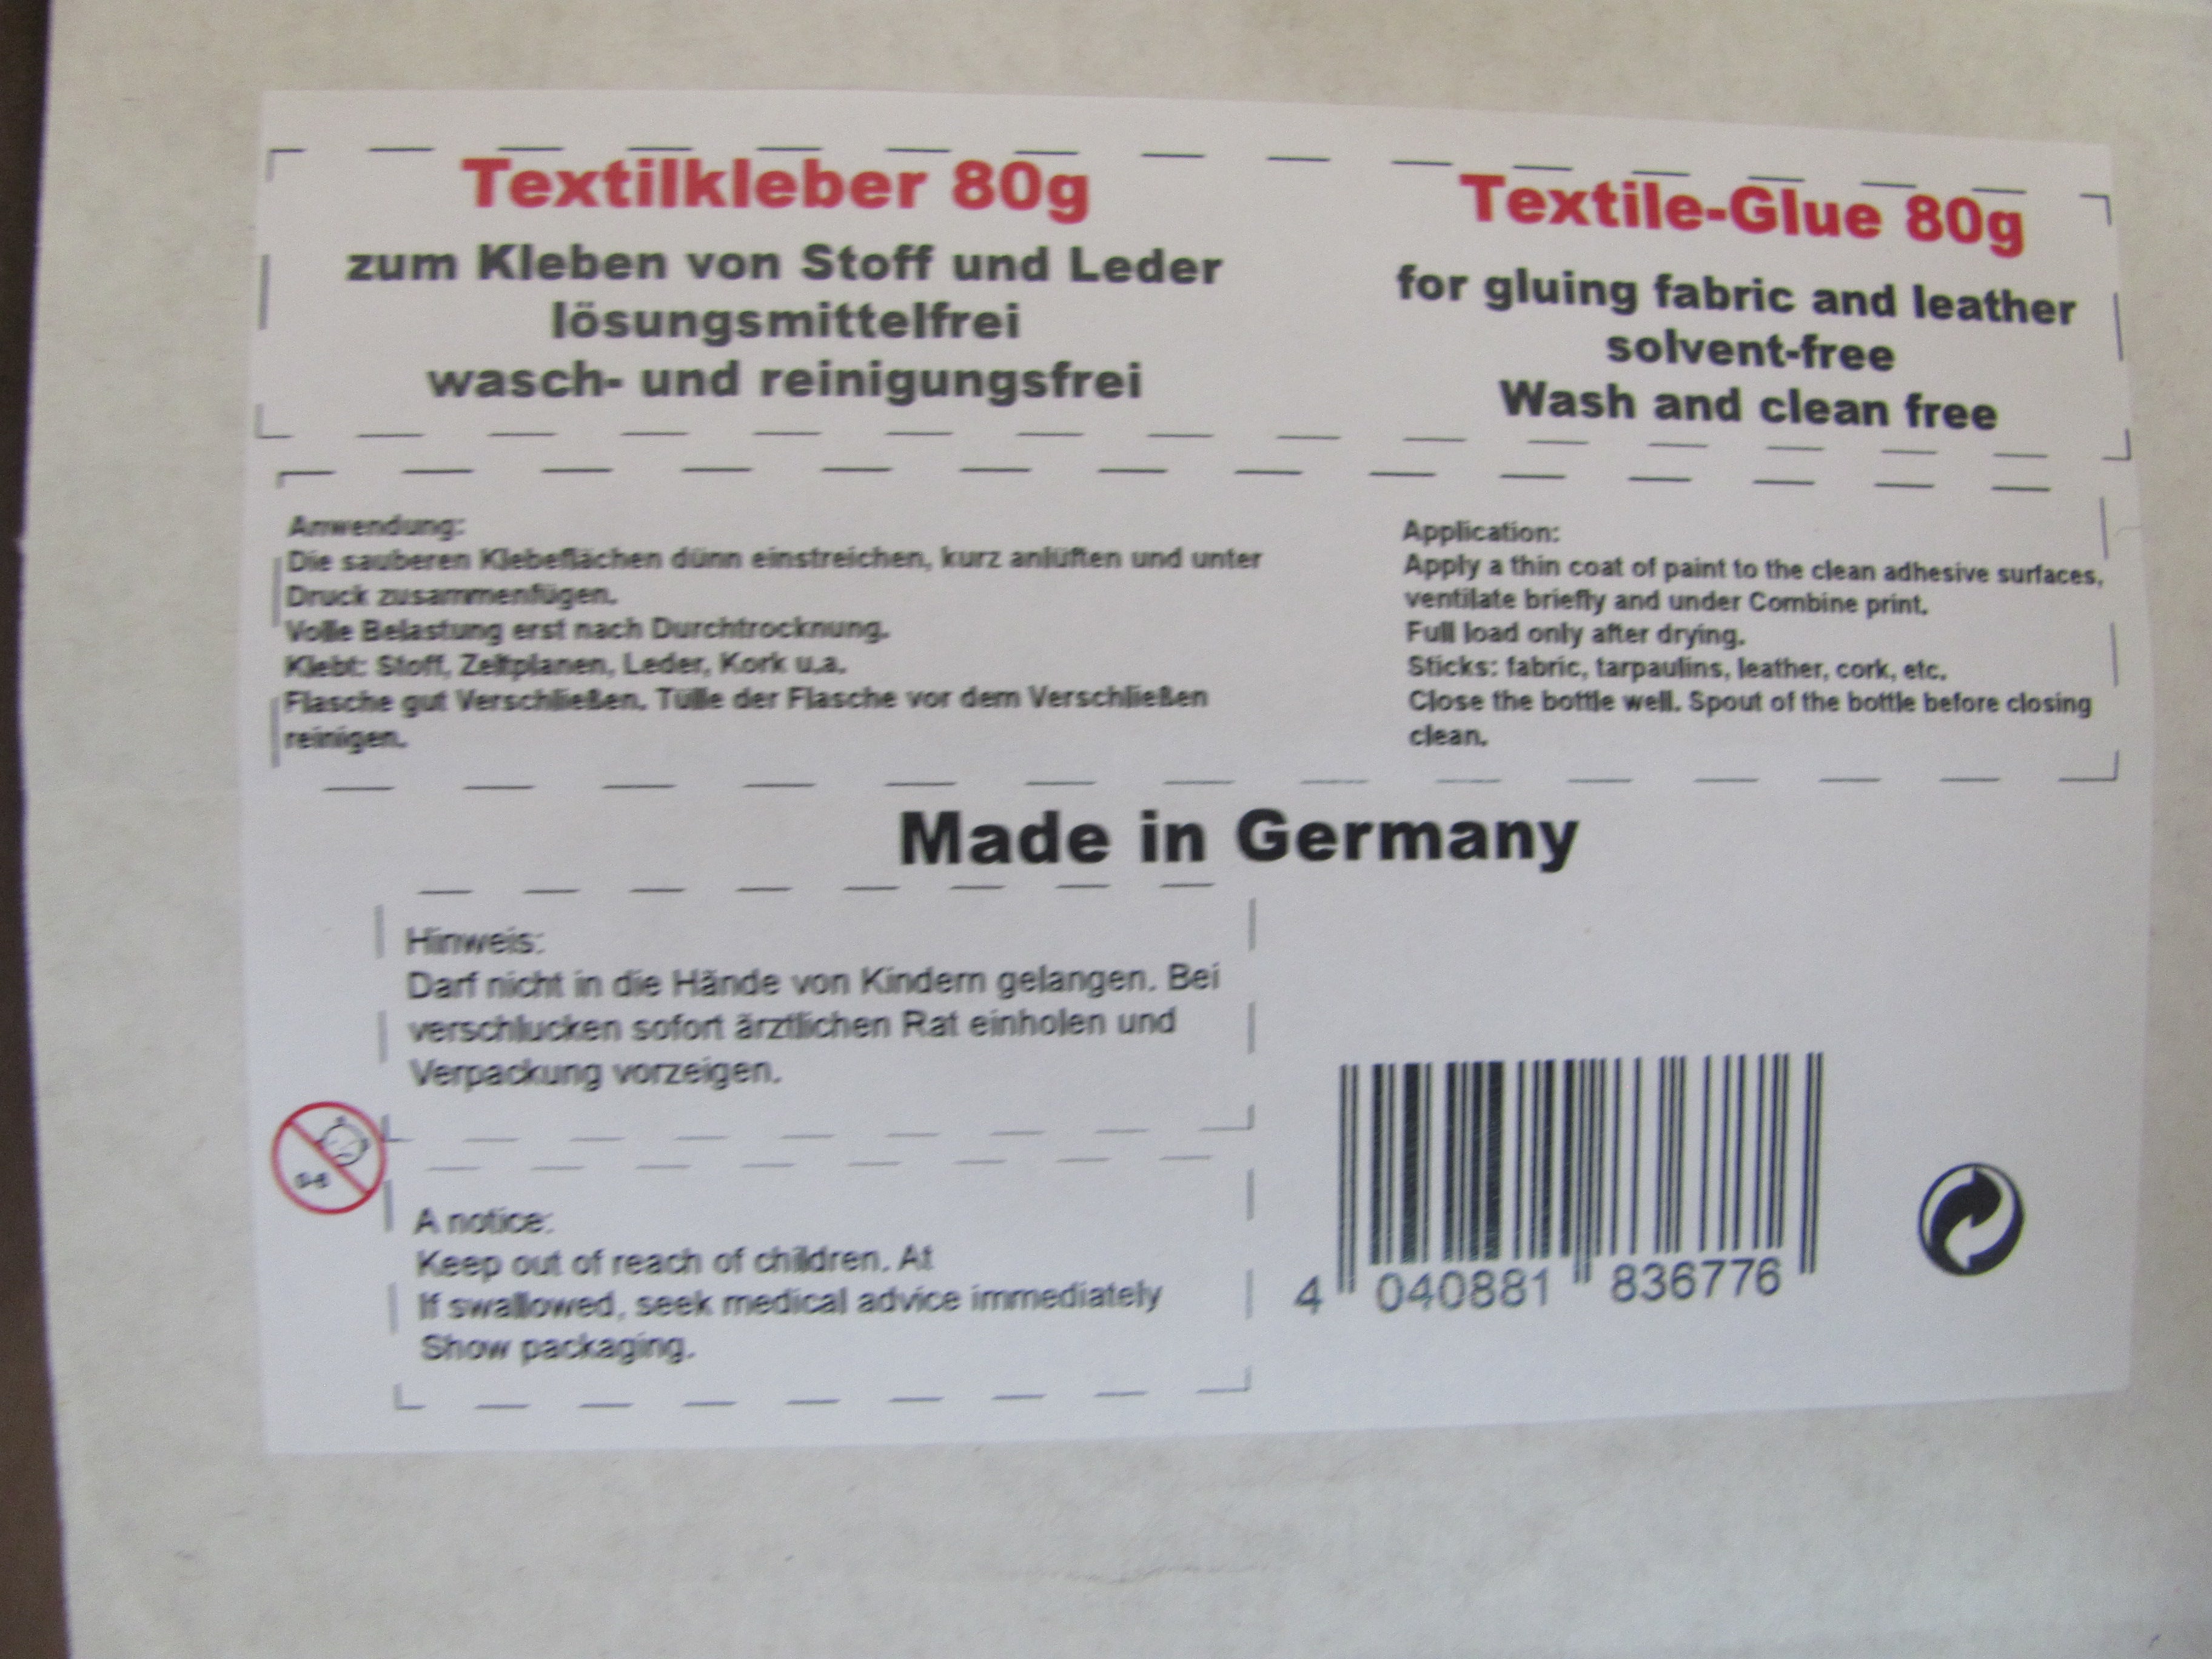 Textilkleber 80g
zum Kleben von Stoff und Leder
lösungsmittelfrei
wasch- und reinigungsfrei
Textile-Glue 80g
for gluing fabric and leather
solvent-free
Wash and clean free
Anwendung:
Die sauberen Klebeflächen dünn einstreichen, kurz anlüften und unter
Druck zusammenfügen.
Volle Belastung erst nach Durchtrocknung.
Klebt: Stoff, Zeltplanen, Leder, Kork u.a.
Flasche gut Verschließen. Tülle der Flasche vor dem Verschließen
reinigen.
Application:
Apply a thin coat of paint to the clean adhesive surfaces,
ventilate briefly and under Combine print.
Full load only after drying.
Sticks: fabric, tarpaulins, leather, cork, etc.
Close the bottle well. Spout of the bottle before closing
clean.
Made in Germany
Hinweis:
Darf nicht in die Hände von Kindern gelangen. Bei
verschlucken sofort ärztlichen Rat einholen und
Verpackung vorzeigen.
A notice:
Keep out of reach of children. At
If swallowed, seek medical advice immediately
Show packaging.
4 040881 836776